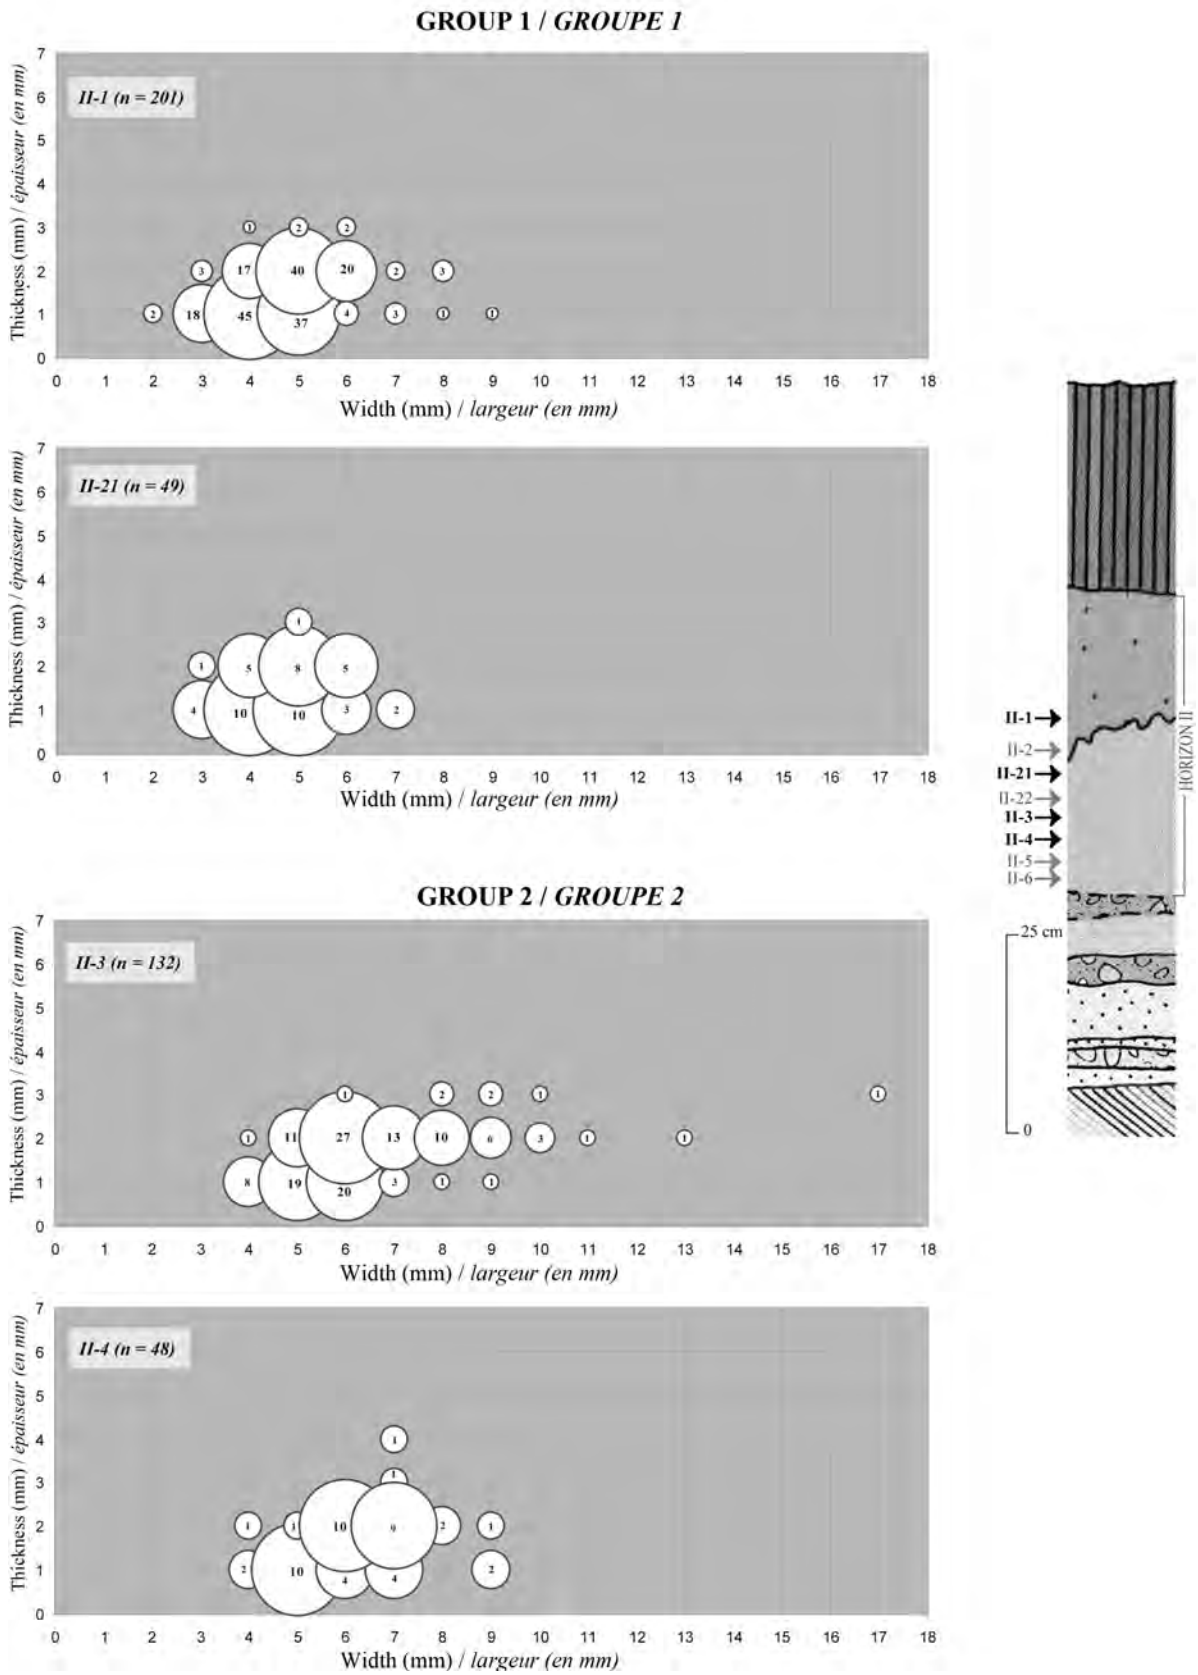 GROUP 1 / GROUPE 1
Thickness (mm) / épaisseur (en mm)
7
6
5
4
3
2
1
0
II-1 (n = 201)
1 2 2
3 17 40 20 2 3
2 18 45 37 4 3 1 1
0 1 2 3 4 5 6 7 8 9 10 11 12 13 14 15 16 17 18
Width (mm) / largeur (en mm)
Thickness (mm) / épaisseur (en mm)
7
6
5
4
3
2
1
0
II-21 (n = 49)
1
1 5 8 5
4 10 10 3 2
0 1 2 3 4 5 6 7 8 9 10 11 12 13 14 15 16 17 18
Width (mm) / largeur (en mm)
GROUP 2 / GROUPE 2
Thickness (mm) / épaisseur (en mm)
7
6
5
4
3
2
1
0
II-3 (n = 132)
1 2 2 1 1
1 11 27 13 10 6 3 1 1
8 19 20 3 1 1
0 1 2 3 4 5 6 7 8 9 10 11 12 13 14 15 16 17 18
Width (mm) / largeur (en mm)
Thickness (mm) / épaisseur (en mm)
7
6
5
4
3
2
1
0
II-4 (n = 48)
1
1
1 1 10 9 2 1
2 10 4 4 2
0 1 2 3 4 5 6 7 8 9 10 11 12 13 14 15 16 17 18
Width (mm) / largeur (en mm)
II-1
II-2
II-21
II-22
II-3
II-4
II-5
II-6
HORIZON II
25 cm
0